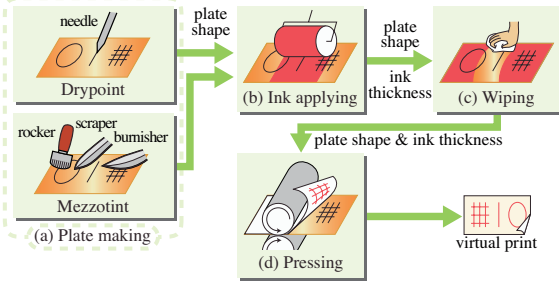 needle
Drypoint
rocker
scraper
burnisher
Mezzotint
(a) Plate making
plate
shape
(b) Ink applying
plate
shape
ink
thickness
(c) Wiping
plate shape & ink thickness
(d) Pressing
virtual print